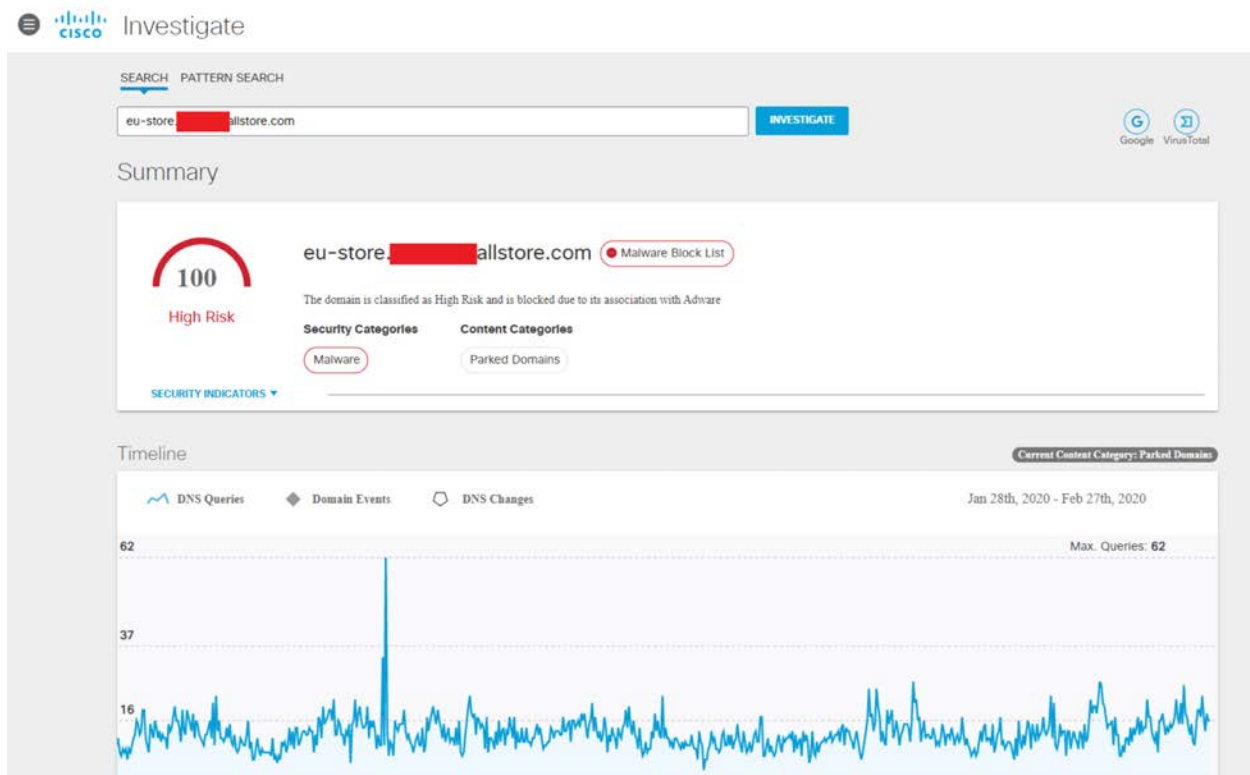 CISCO Investigate
SEARCH PATTERN SEARCH
eu-store. allstore.com
INVESTIGATE
Google VirusTotal
Summary
100
High Risk
eu-store. allstore.com
Malware Block List
The domain is classified as High Risk and is blocked due to its association with Adware
Security Categories Content Categories
Malware Parked Domains
SECURITY INDICATORS
Timeline
Current Content Category: Parked Domains
DNS Queries Domain Events DNS Changes
Jan 28th, 2020 - Feb 27th, 2020
62
Max. Queries: 62
37
16